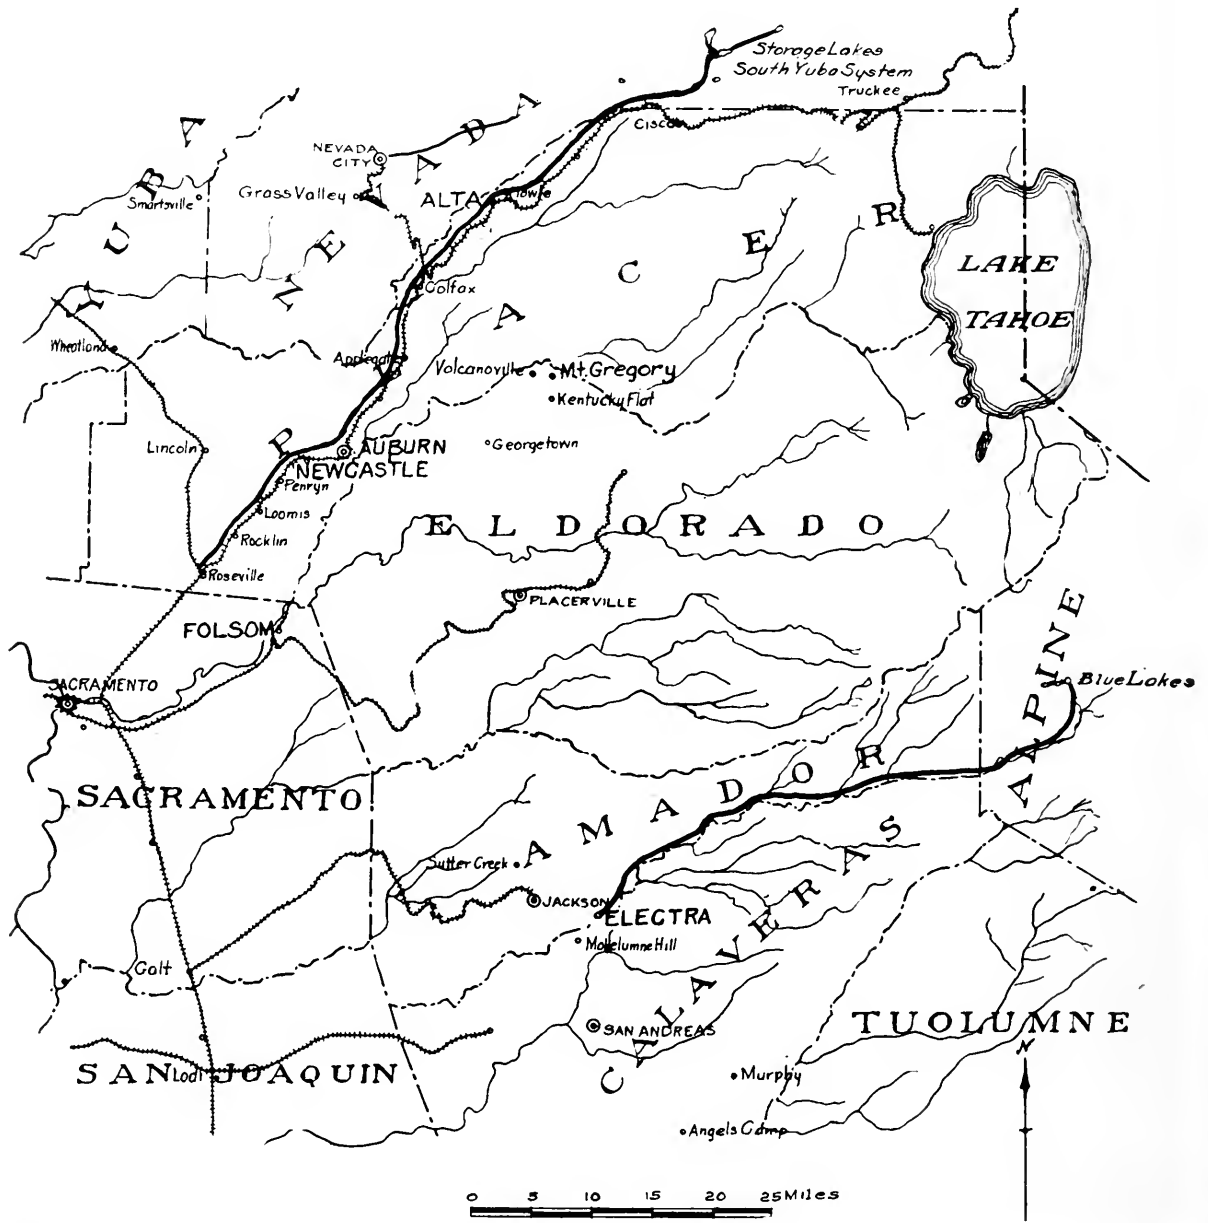 Storage Lakes
South Yuba System
Truckee
Cisco
NEVADA
CITY
NEVADA
YUBA
Grass Valley
ALTA
Towle
Smartsville
PLACER
LAKE
TAHOE
Colfax
Wheatland
Applegate
Volcanoville
Mt. Gregory
Kentucky Flat
Lincoln
AUBURN
Georgetown
NEWCASTLE
Penryn
Loomis
Rocklin
EL DORADO
Roseville
PLACERVILLE
FOLSOM
SACRAMENTO
ALPINE
Blue Lakes
SACRAMENTO
AMADOR
Sutter Creek
JACKSON
ELECTRA
Mokelumne Hill
CALAVERAS
Galt
SAN ANDREAS
TUOLUMNE
N
SAN JOAQUIN
Lodi
Murphy
Angels Camp
0 5 10 15 20 25 Miles